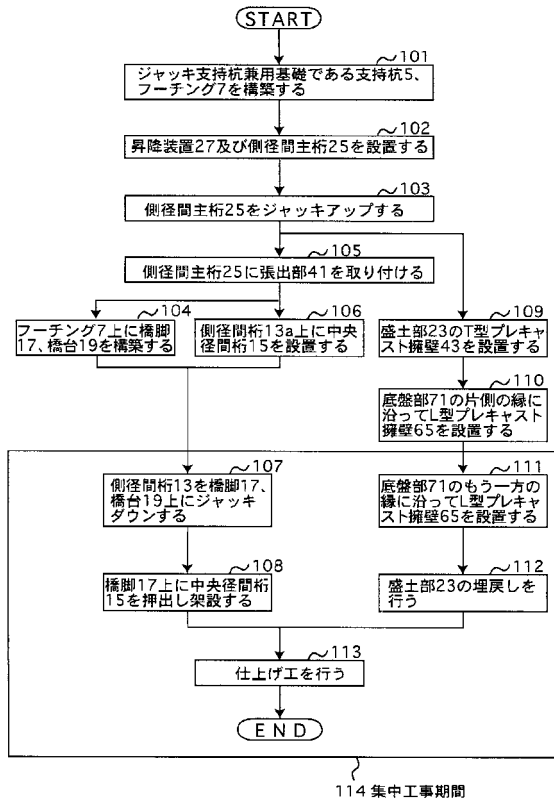 START
101
ジャッキ支持杭兼用基礎である支持杭5、
フーチング7を構築する
102
昇降装置27及び側径間主桁25を設置する
103
側径間主桁25をジャッキアップする
105
側径間主桁25に張出部41を取り付ける
104
フーチング7上に橋脚
17、橋台19を構築する
106
側径間桁13a上に中央
径間桁15を設置する
109
盛土部23のT型プレキ
ャスト擁壁43を設置する
110
底盤部71の片側の縁に
沿ってL型プレキャスト
擁壁65を設置する
107
側径間桁13を橋脚17、
橋台19上にジャッキ
ダウンする
111
底盤部71のもう一方の
縁に沿ってL型プレキ
ャスト擁壁65を設置する
108
橋脚17上に中央径間桁
15を押出し架設する
112
盛土部23の埋戻しを
行う
113
仕上げ工を行う
END
114 集中工事期間